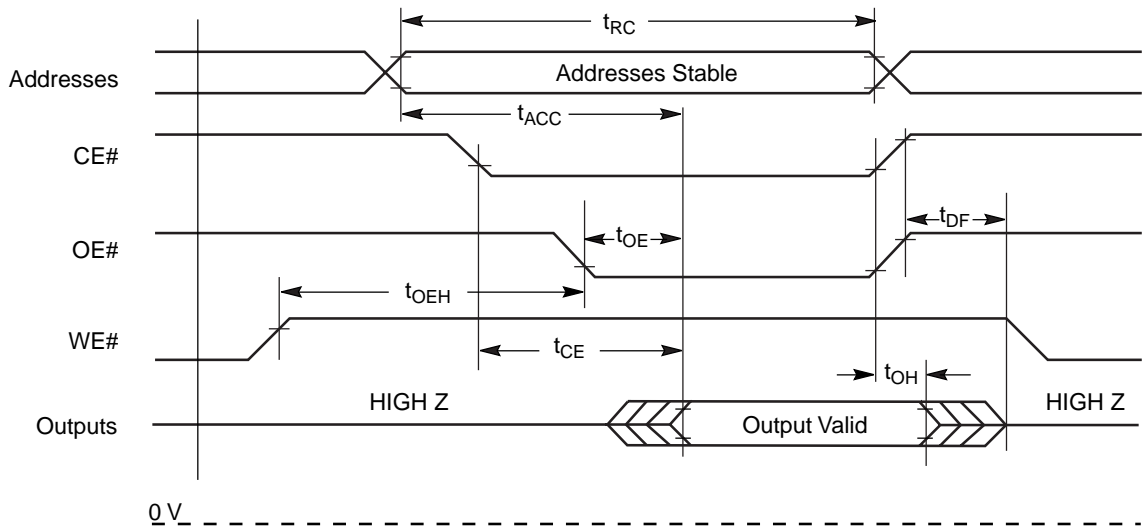 tRC
Addresses
Addresses Stable
tACC
CE#
tDF
OE#
tOE
tOEH
WE#
tCE
tOH
HIGH Z
HIGH Z
Outputs
Output Valid
0 V